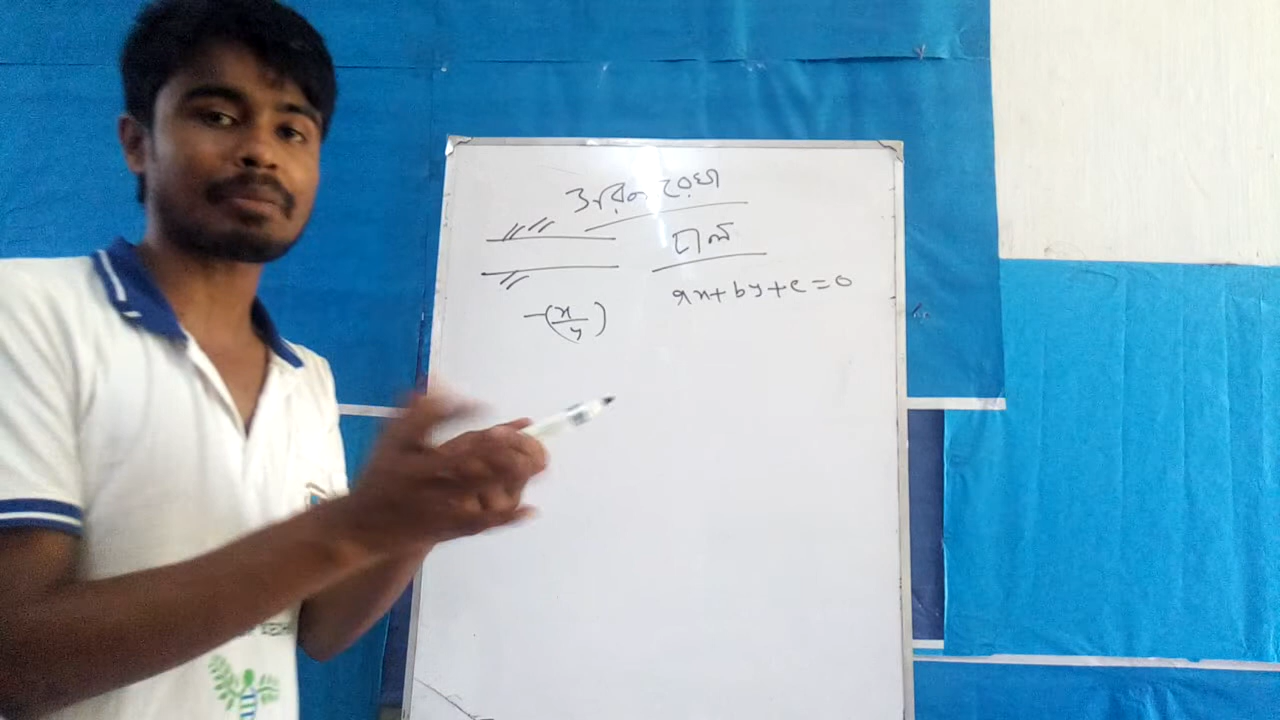 সরল রেখা
ঢাল
ax+by+c=0
-(x/y)